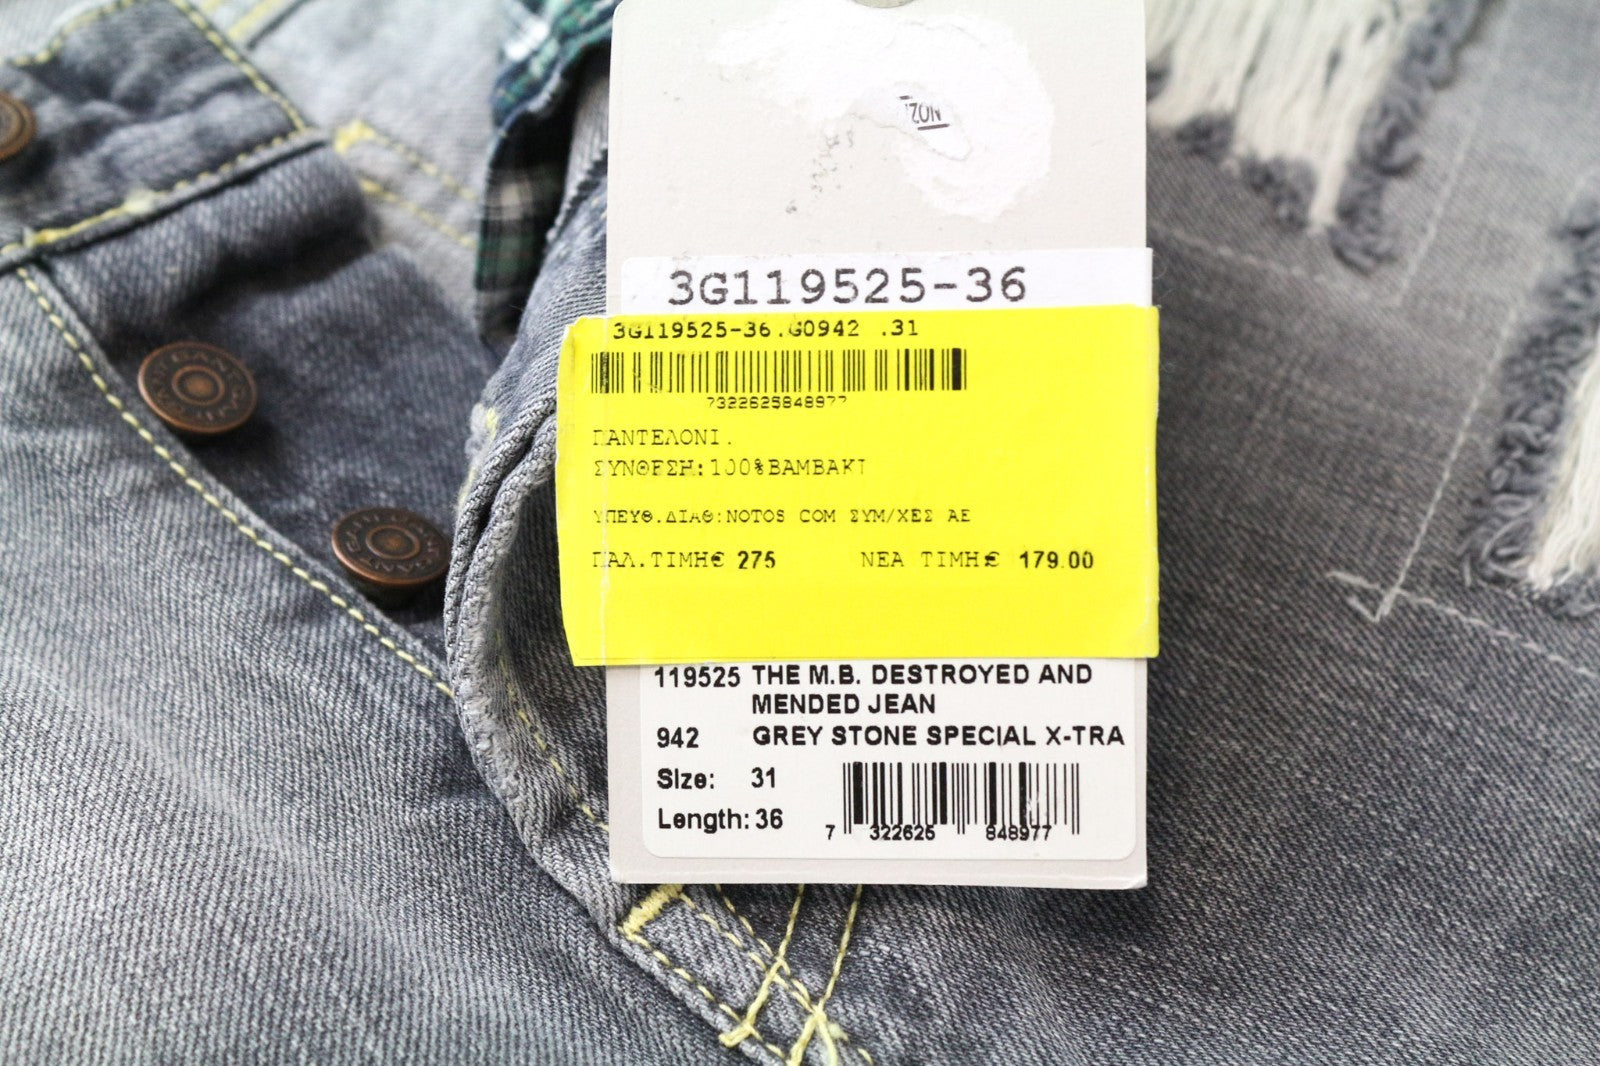 3G119525-36
3G119525-36.G0942 .31
7322625848977
ΠΑΝΤΕΛΟΝΙ.
ΣΥΝΘΕΣΗ:100%ΒΑΜΒΑΚΙ
ΥΠΕΥΘ.ΔΙΑΘ:NOTOS COM ΣΥΜ/ΧΕΣ ΑΕ
ΠΑΛ.ΤΙΜΗ€ 275 ΝΕΑ ΤΙΜΗ€ 179.00
119525 THE M.B. DESTROYED AND
MENDED JEAN
942 GREY STONE SPECIAL X-TRA
Size: 31
Length: 36
7 322625 848977